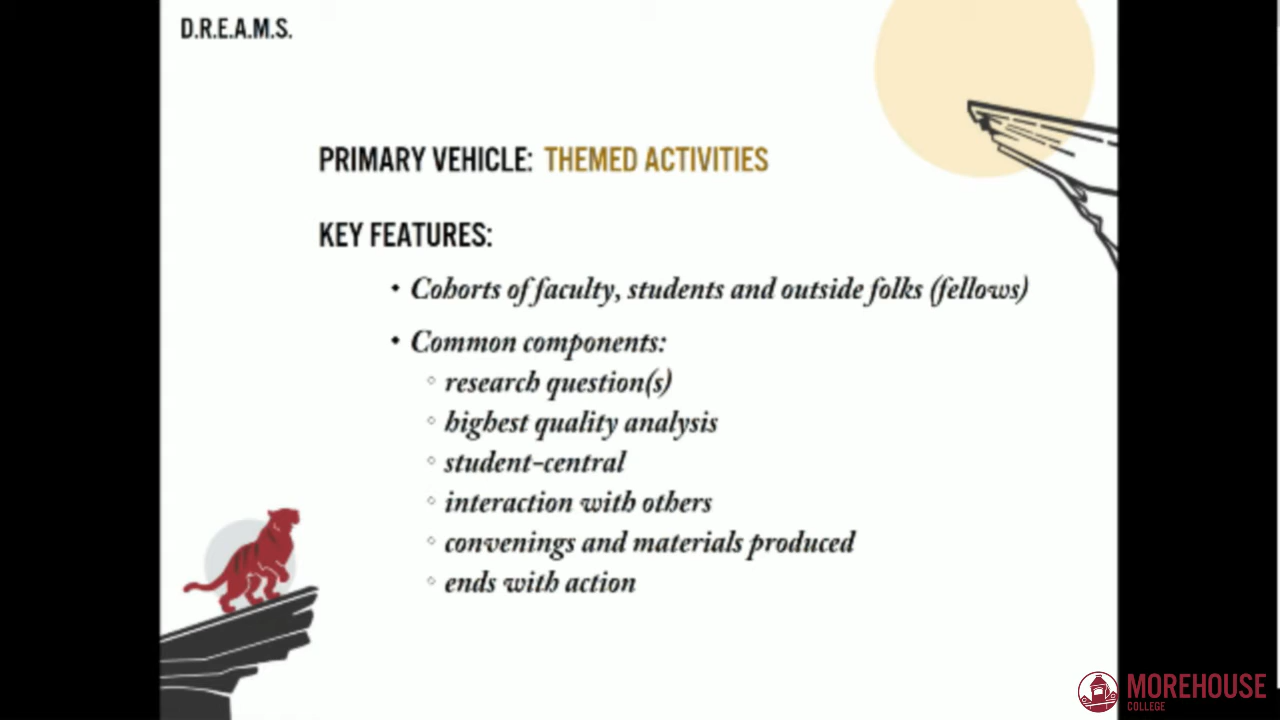 D.R.E.A.M.S.
PRIMARY VEHICLE: THEMED ACTIVITIES
KEY FEATURES:
• Cohorts of faculty, students and outside folks (fellows)
• Common components:
◦ research question(s)
◦ highest quality analysis
◦ student-central
◦ interaction with others
◦ convenings and materials produced
◦ ends with action
MOREHOUSE
COLLEGE